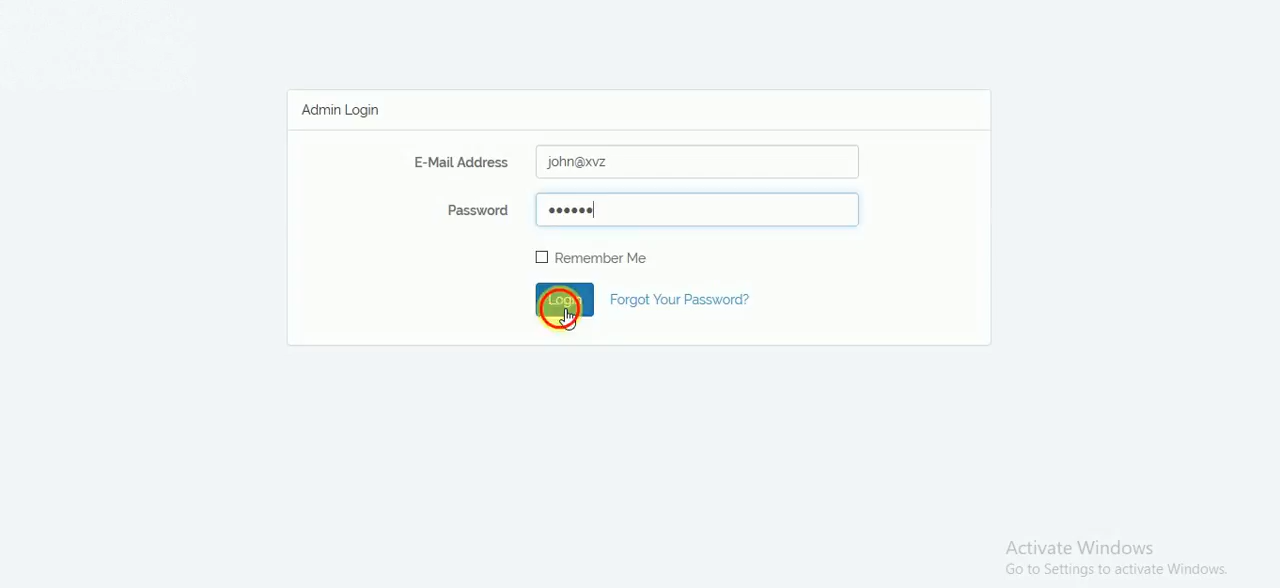 Admin Login
E-Mail Address john@xvz
Password ••••••
Remember Me
Login Forgot Your Password?
Activate Windows
Go to Settings to activate Windows.